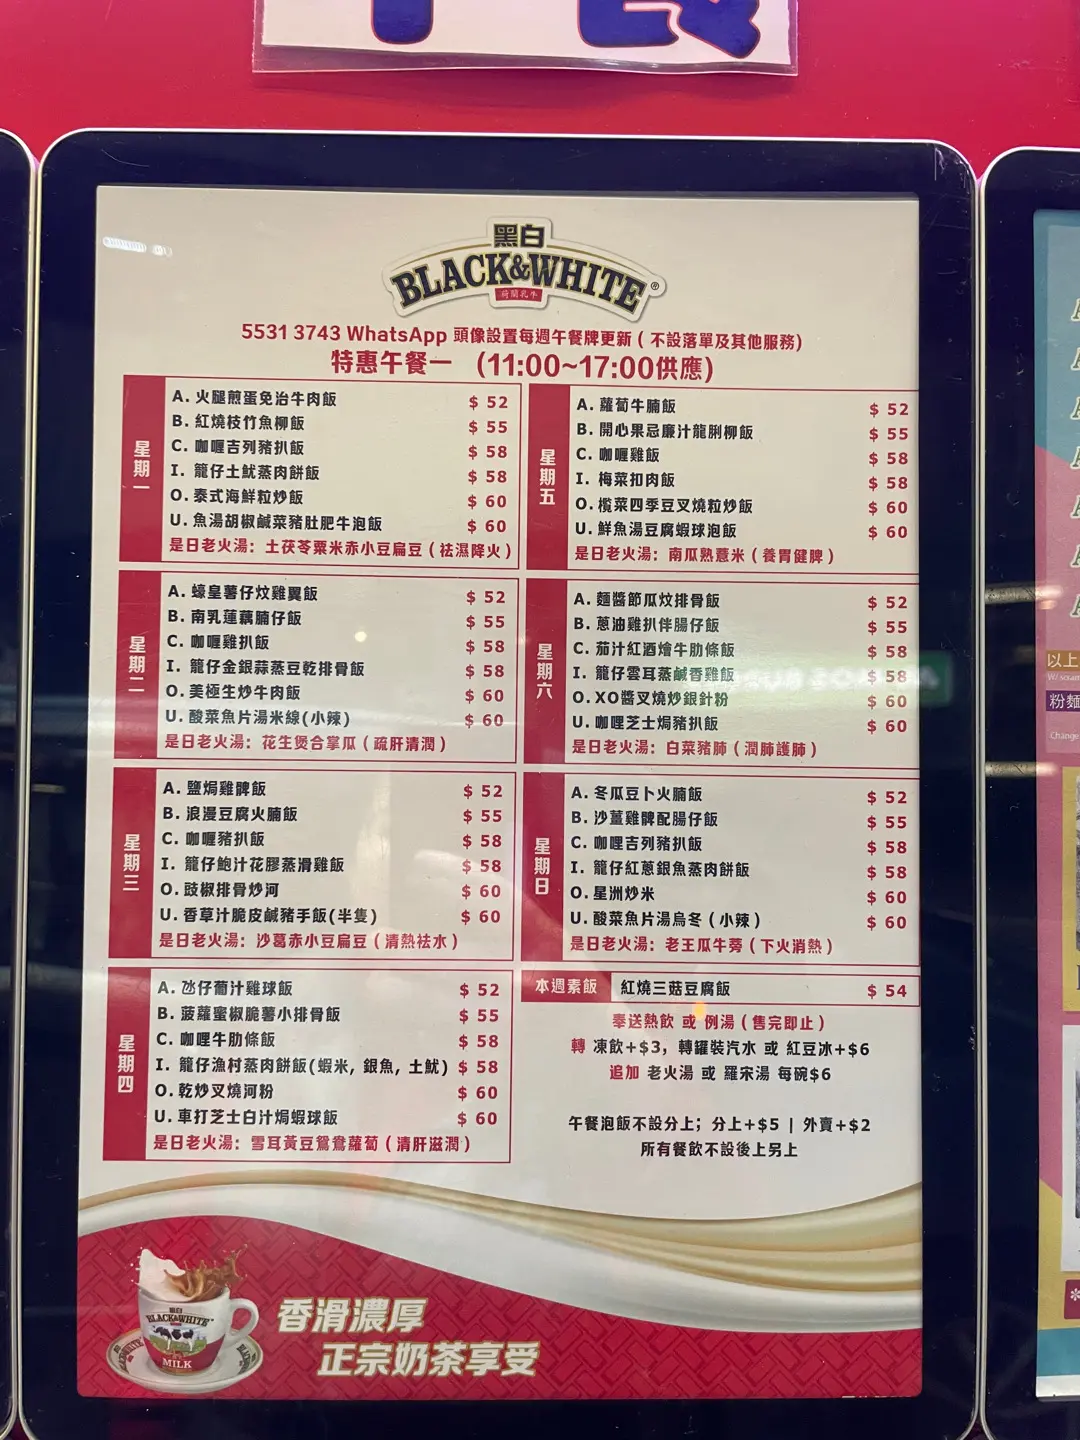 黑白
BLACK&WHITE®
荷蘭乳牛
5531 3743 WhatsApp 頭像設置每週午餐牌更新 ( 不設落單及其他服務)
特惠午餐一 (11:00~17:00供應)
星期一
A. 火腿煎蛋免治牛肉飯 $ 52
B. 紅燒枝竹魚柳飯 $ 55
C. 咖喱吉列豬扒飯 $ 58
I. 籠仔土魷蒸肉餅飯 $ 58
O. 泰式海鮮粒炒飯 $ 60
U. 魚湯胡椒鹹菜豬肚肥牛泡飯 $ 60
是日老火湯: 土茯苓粟米赤小豆扁豆 ( 祛濕降火 )
星期二
A. 蠔皇薯仔炆雞翼飯 $ 52
B. 南乳蓮藕腩仔飯 $ 55
C. 咖喱雞扒飯 $ 58
I. 籠仔金銀蒜蒸豆乾排骨飯 $ 58
O. 美極生炒牛肉飯 $ 60
U. 酸菜魚片湯米線(小辣) $ 60
是日老火湯: 花生煲合掌瓜 ( 疏肝清潤 )
星期三
A. 鹽焗雞髀飯 $ 52
B. 浪漫豆腐火腩飯 $ 55
C. 咖喱豬扒飯 $ 58
I. 籠仔鮑汁花膠蒸滑雞飯 $ 58
O. 豉椒排骨炒河 $ 60
U. 香草汁脆皮鹹豬手飯(半隻) $ 60
是日老火湯: 沙葛赤小豆扁豆 ( 清熱祛水 )
星期四
A. 氹仔葡汁雞球飯 $ 52
B. 菠蘿蜜椒脆薯小排骨飯 $ 55
C. 咖哩牛肋條飯 $ 58
I. 籠仔漁村蒸肉餅飯(蝦米, 銀魚, 土魷) $ 58
O. 乾炒叉燒河粉 $ 60
U. 車打芝士白汁焗蝦球飯 $ 60
是日老火湯: 雪耳黃豆鴛鴦蘿蔔 ( 清肝滋潤 )
星期五
A. 蘿蔔牛腩飯 $ 52
B. 開心果忌廉汁龍脷柳飯 $ 55
C. 咖喱雞飯 $ 58
I. 梅菜扣肉飯 $ 58
O. 欖菜四季豆叉燒粒炒飯 $ 60
U. 鮮魚湯豆腐蝦球泡飯 $ 60
是日老火湯: 南瓜熟薏米 ( 養胃健脾 )
星期六
A. 麵醬節瓜炆排骨飯 $ 52
B. 蔥油雞扒伴腸仔飯 $ 55
C. 茄汁紅酒燴牛肋條飯 $ 58
I. 籠仔雲耳蒸鹹香雞飯 $ 58
O. XO醬叉燒炒銀針粉 $ 60
U. 咖哩芝士焗豬扒飯 $ 60
是日老火湯: 白菜豬肺 ( 潤肺護肺 )
星期日
A. 冬瓜豆卜火腩飯 $ 52
B. 沙薑雞髀配腸仔飯 $ 55
C. 咖哩吉列豬扒飯 $ 58
I. 籠仔紅蔥銀魚蒸肉餅飯 $ 58
O. 星洲炒米 $ 60
U. 酸菜魚片湯烏冬 ( 小辣 ) $ 60
是日老火湯: 老王瓜牛蒡 ( 下火消熱 )
本週素飯 紅燒三菇豆腐飯 $ 54
奉送熱飲 或 例湯 ( 售完即止 )
轉 凍飲+$3, 轉罐裝汽水 或 紅豆冰+$6
追加 老火湯 或 羅宋湯 每碗$6
午餐泡飯不設分上; 分上+$5 | 外賣+$2
所有餐飲不設後上另上
黑白
BLACK&WHITE
MILK
香滑濃厚
正宗奶茶享受
以上
粉麵
Change